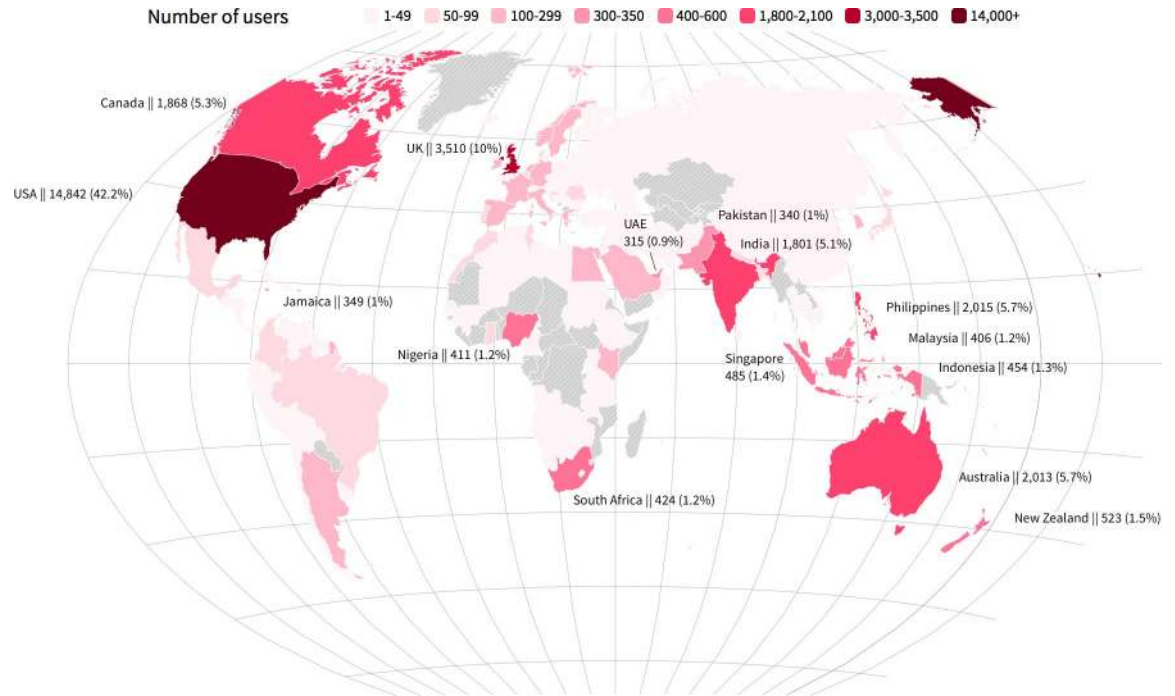 Number of users
1-49
50-99
100-299
300-350
400-600
1,800-2,100
3,000-3,500
14,000+
Canada || 1,868 (5.3%)
UK || 3,510 (10%)
USA || 14,842 (42.2%)
Pakistan || 340 (1%)
UAE
315 (0.9%)
India || 1,801 (5.1%)
Jamaica || 349 (1%)
Philippines || 2,015 (5.7%)
Malaysia || 406 (1.2%)
Nigeria || 411 (1.2%)
Singapore
485 (1.4%)
Indonesia || 454 (1.3%)
Australia || 2,013 (5.7%)
South Africa || 424 (1.2%)
New Zealand || 523 (1.5%)